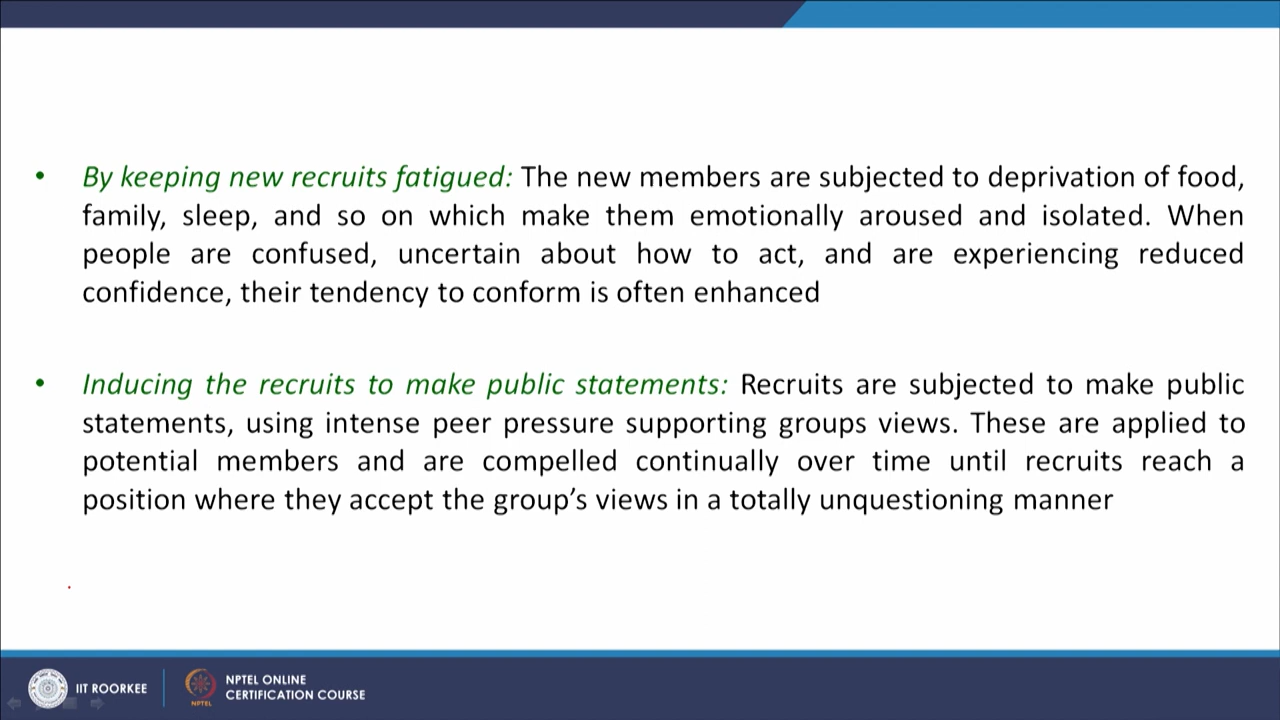 • By keeping new recruits fatigued: The new members are subjected to deprivation of food,
family, sleep, and so on which make them emotionally aroused and isolated. When
people are confused, uncertain about how to act, and are experiencing reduced
confidence, their tendency to conform is often enhanced
• Inducing the recruits to make public statements: Recruits are subjected to make public
statements, using intense peer pressure supporting groups views. These are applied to
potential members and are compelled continually over time until recruits reach a
position where they accept the group’s views in a totally unquestioning manner
IIT ROORKEE
NPTEL ONLINE
CERTIFICATION COURSE
NPTEL